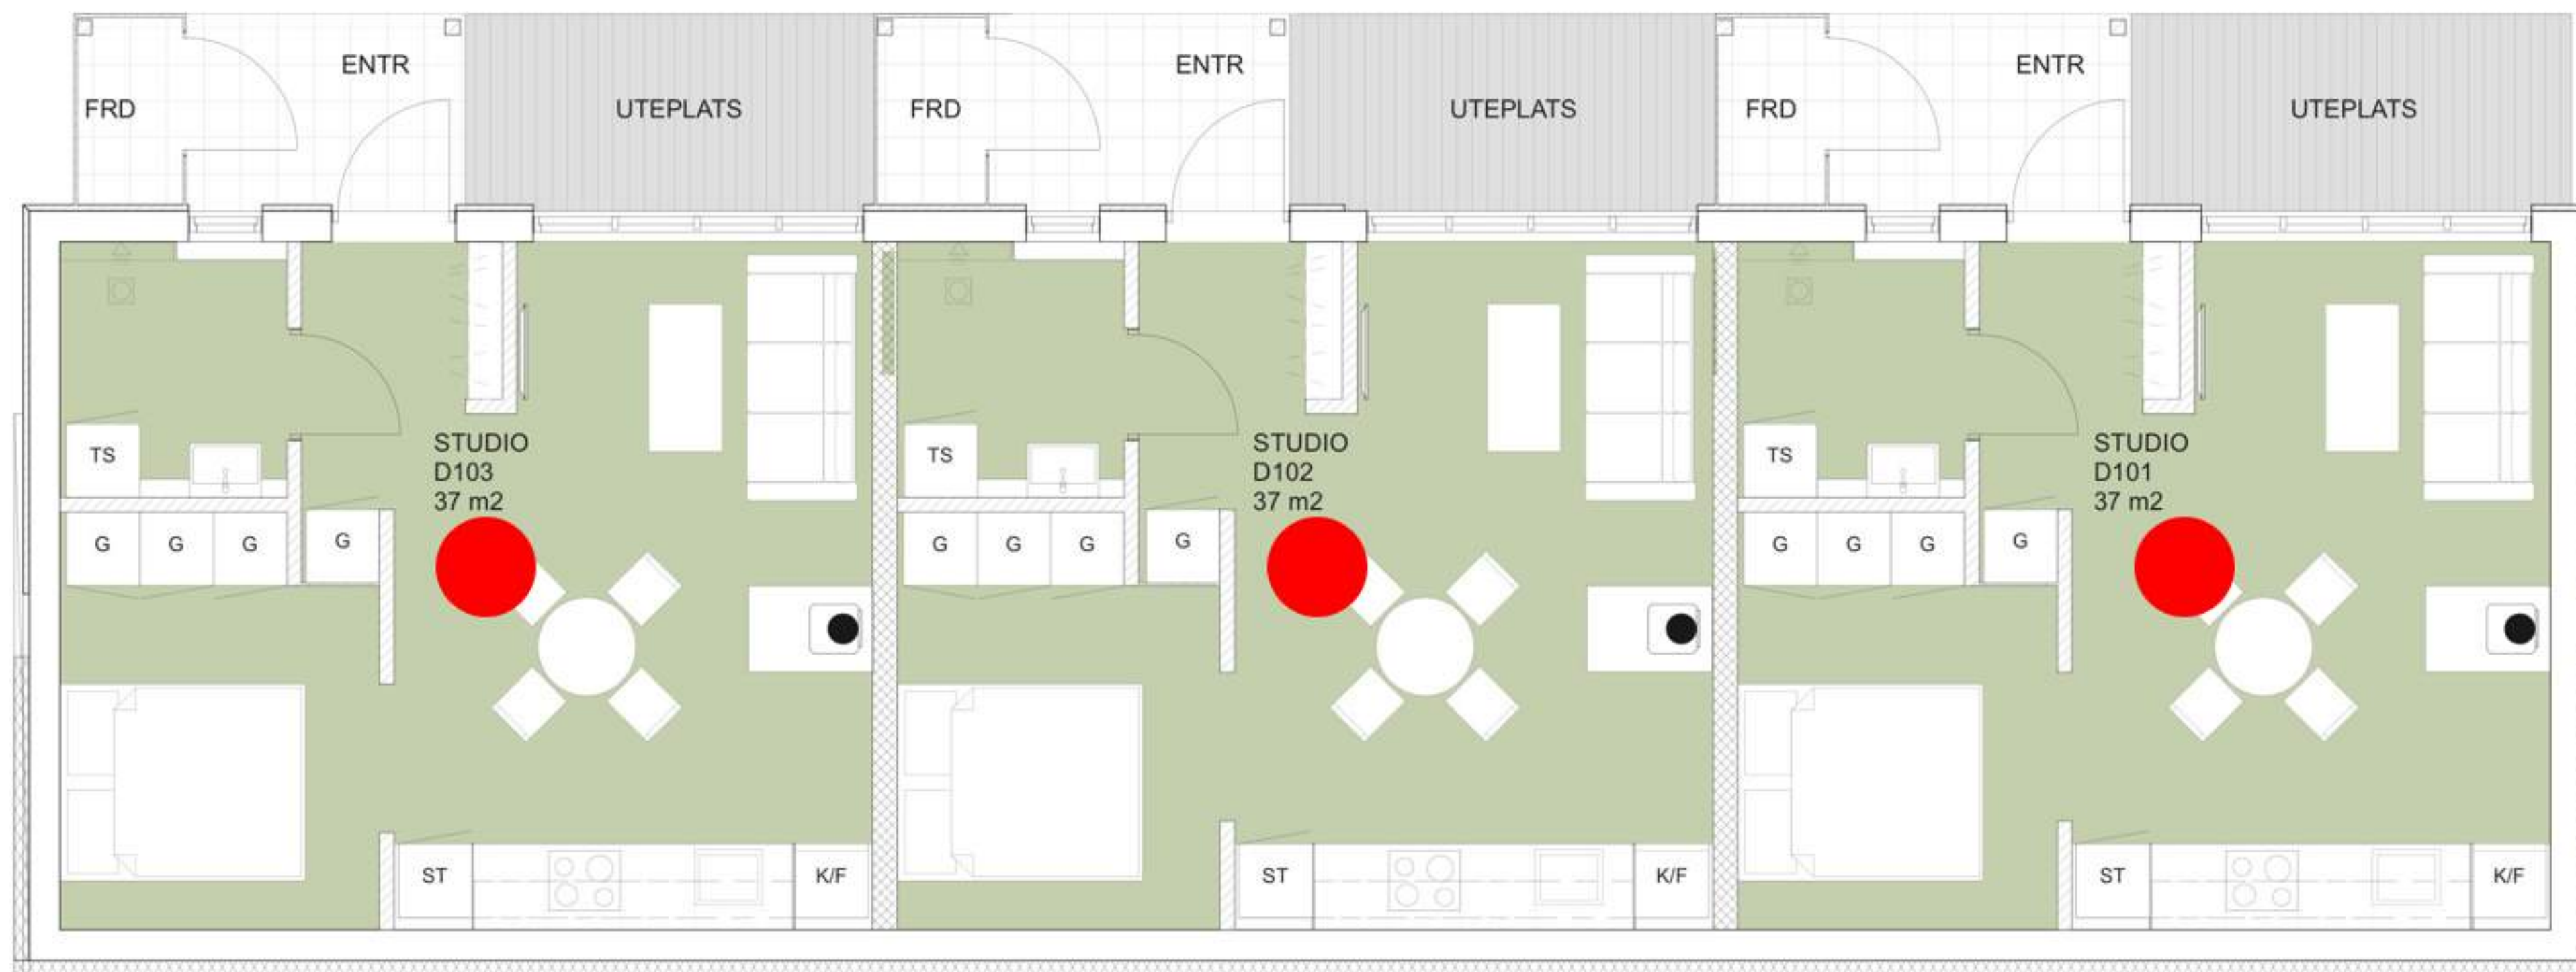 ENTR
ENTR
ENTR
FRD
UTEPLATS
FRD
UTEPLATS
FRD
UTEPLATS
STUDIO
D103
37 m2
STUDIO
D102
37 m2
STUDIO
D101
37 m2
TS
TS
TS
G G G G
G G G G
G G G G
ST
K/F
ST
K/F
ST
K/F